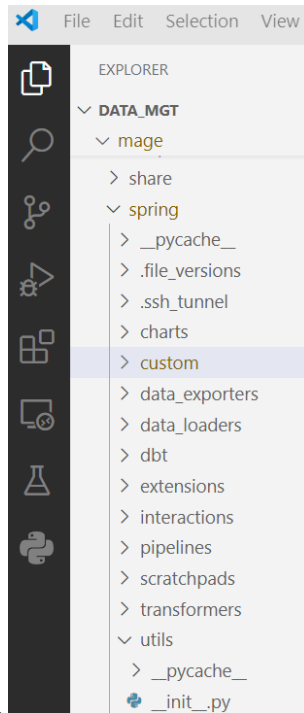 File Edit Selection View
EXPLORER
DATA_MGT
mage
share
spring
__pycache__
.file_versions
.ssh_tunnel
charts
custom
data_exporters
data_loaders
dbt
extensions
interactions
pipelines
scratchpads
transformers
utils
__pycache__
__init__.py